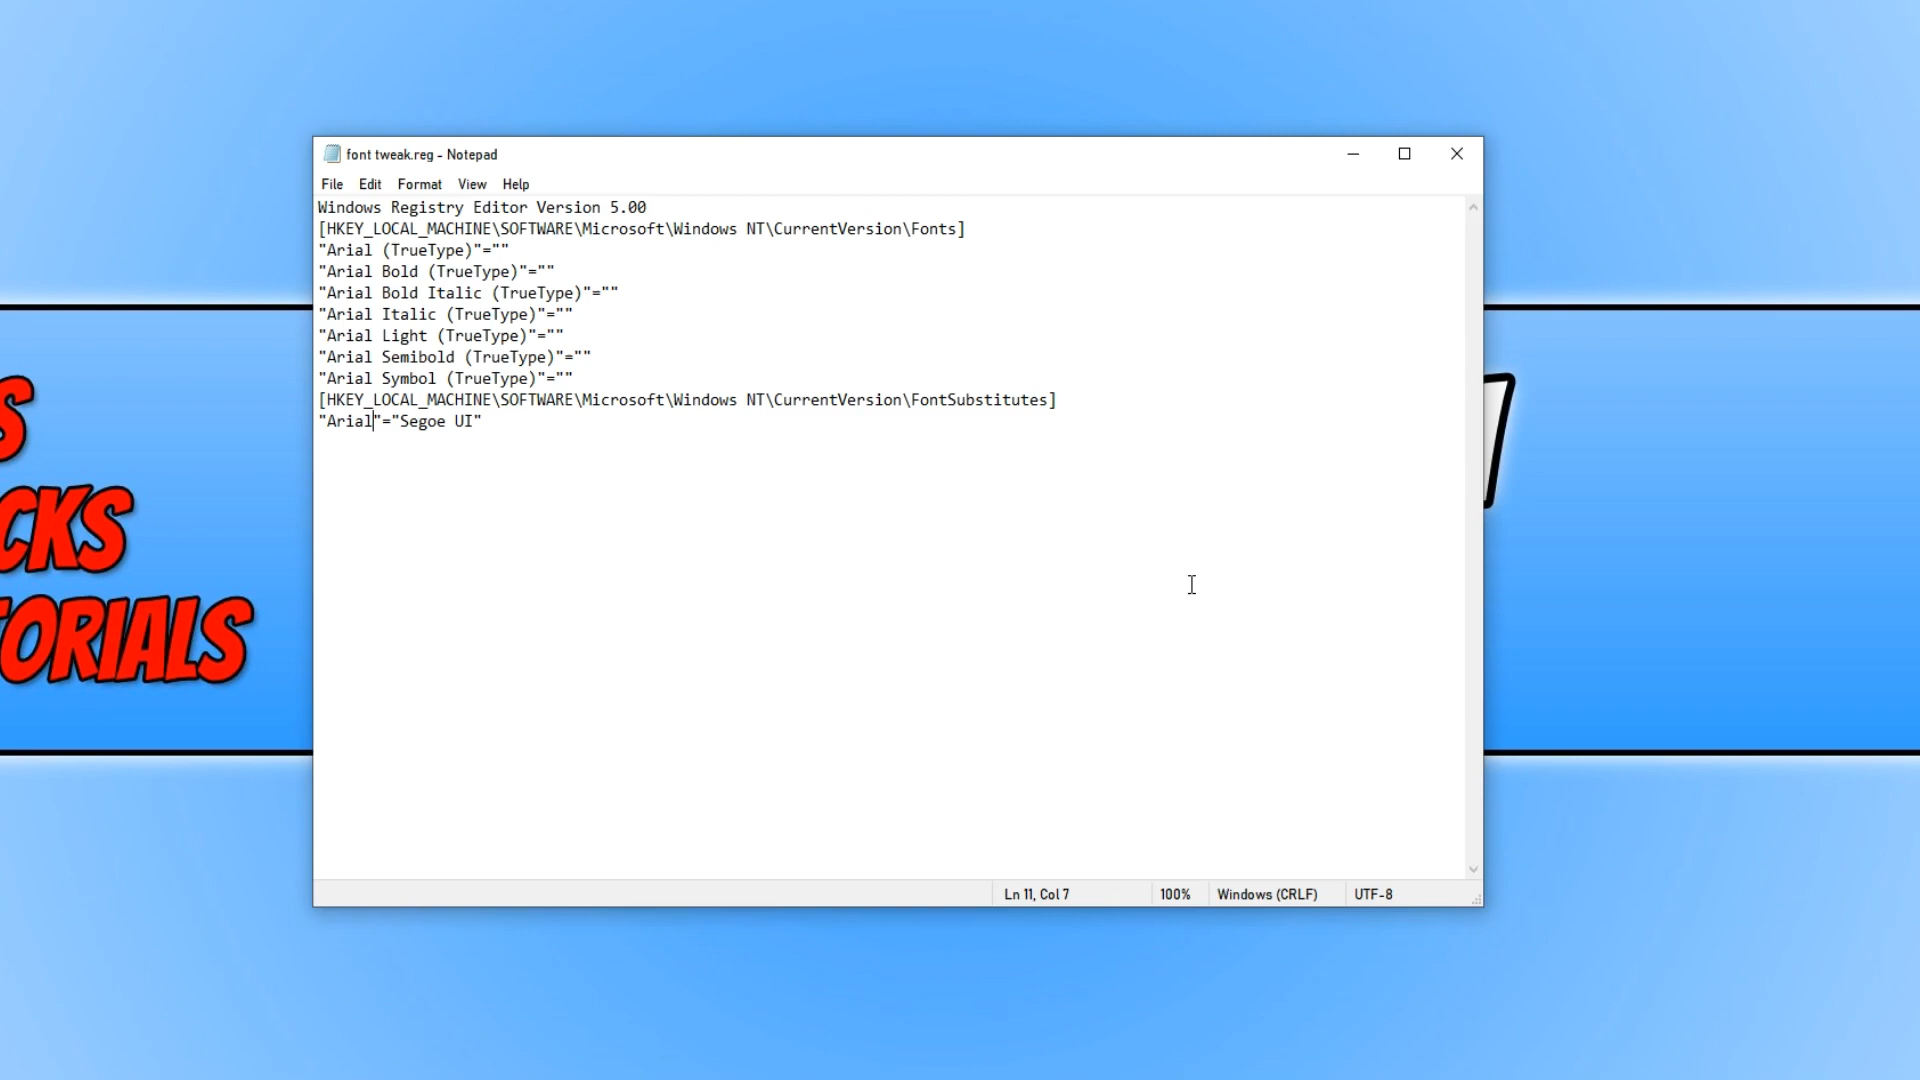 font tweak.reg - Notepad
File Edit Format View Help
Windows Registry Editor Version 5.00
[HKEY_LOCAL_MACHINE\SOFTWARE\Microsoft\Windows NT\CurrentVersion\Fonts]
"Arial (TrueType)"=""
"Arial Bold (TrueType)"=""
"Arial Bold Italic (TrueType)"=""
"Arial Italic (TrueType)"=""
"Arial Light (TrueType)"=""
"Arial Semibold (TrueType)"=""
"Arial Symbol (TrueType)"=""
[HKEY_LOCAL_MACHINE\SOFTWARE\Microsoft\Windows NT\CurrentVersion\FontSubstitutes]
"Arial"="Segoe UI"
S
CKS
TORIALS
Ln 11, Col 7 100% Windows (CRLF) UTF-8